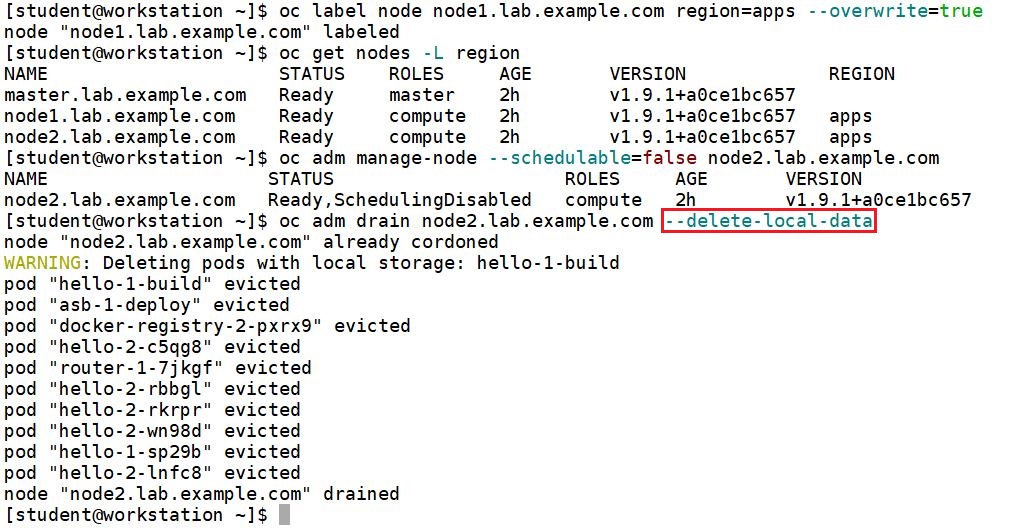 [student@workstation ~]$ oc label node node1.lab.example.com region=apps --overwrite=true
node "node1.lab.example.com" labeled
[student@workstation ~]$ oc get nodes -L region
NAME STATUS ROLES AGE VERSION REGION
master.lab.example.com Ready master 2h v1.9.1+a0ce1bc657
node1.lab.example.com Ready compute 2h v1.9.1+a0ce1bc657 apps
node2.lab.example.com Ready compute 2h v1.9.1+a0ce1bc657 apps
[student@workstation ~]$ oc adm manage-node --schedulable=false node2.lab.example.com
NAME STATUS ROLES AGE VERSION
node2.lab.example.com Ready,SchedulingDisabled compute 2h v1.9.1+a0ce1bc657
[student@workstation ~]$ oc adm drain node2.lab.example.com --delete-local-data
node "node2.lab.example.com" already cordoned
WARNING: Deleting pods with local storage: hello-1-build
pod "hello-1-build" evicted
pod "asb-1-deploy" evicted
pod "docker-registry-2-pxrx9" evicted
pod "hello-2-c5qg8" evicted
pod "router-1-7jkgf" evicted
pod "hello-2-rbbgl" evicted
pod "hello-2-rkrpr" evicted
pod "hello-2-wn98d" evicted
pod "hello-1-sp29b" evicted
pod "hello-2-lnfc8" evicted
node "node2.lab.example.com" drained
[student@workstation ~]$